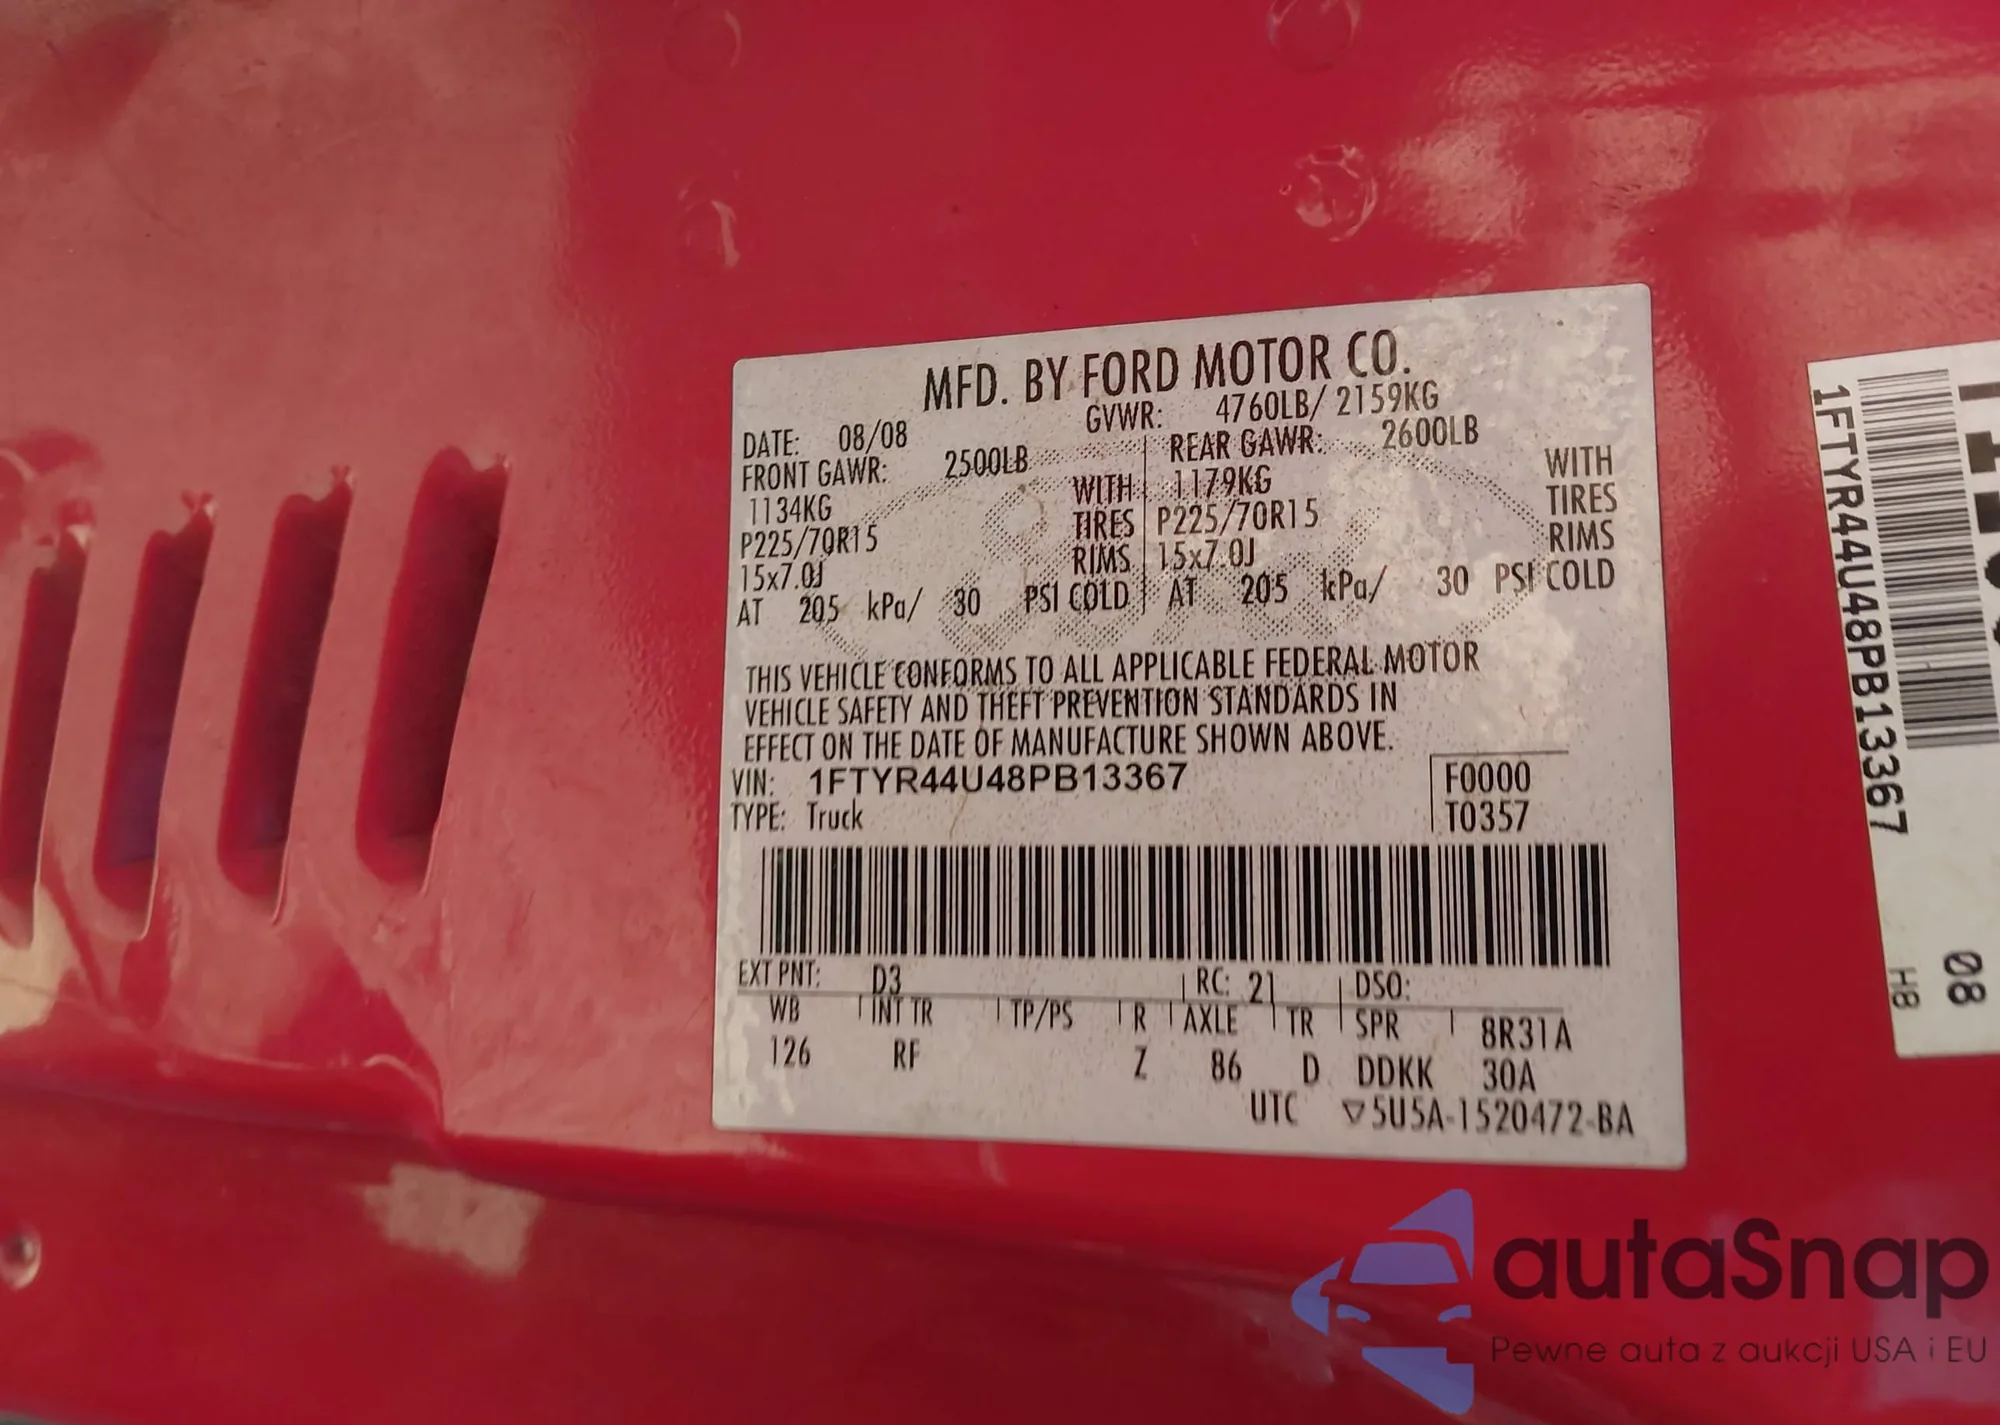 MFD. BY FORD MOTOR CO.
DATE: 08/08 GVWR: 4760LB/ 2159KG
FRONT GAWR: 2500LB REAR GAWR: 2600LB
1134KG WITH 1179KG WITH
P225/70R15 TIRES P225/70R15 TIRES
15x7.0J RIMS 15x7.0J RIMS
AT 205 kPa/ 30 PSI COLD AT 205 kPa/ 30 PSI COLD
THIS VEHICLE CONFORMS TO ALL APPLICABLE FEDERAL MOTOR
VEHICLE SAFETY AND THEFT PREVENTION STANDARDS IN
EFFECT ON THE DATE OF MANUFACTURE SHOWN ABOVE.
VIN: 1FTYR44U48PB13367 F0000
TYPE: Truck T0357
EXT PNT: D3 RC: 21 DSO:
WB INT TR TP/PS R AXLE TR SPR 8R31A
126 RF Z 86 D DDKK 30A
UTC ▽5U5A-1520472-BA
1FTYR44U48PB13367
H8
08
autaSnap
Pewne auta z aukcji USA i EU